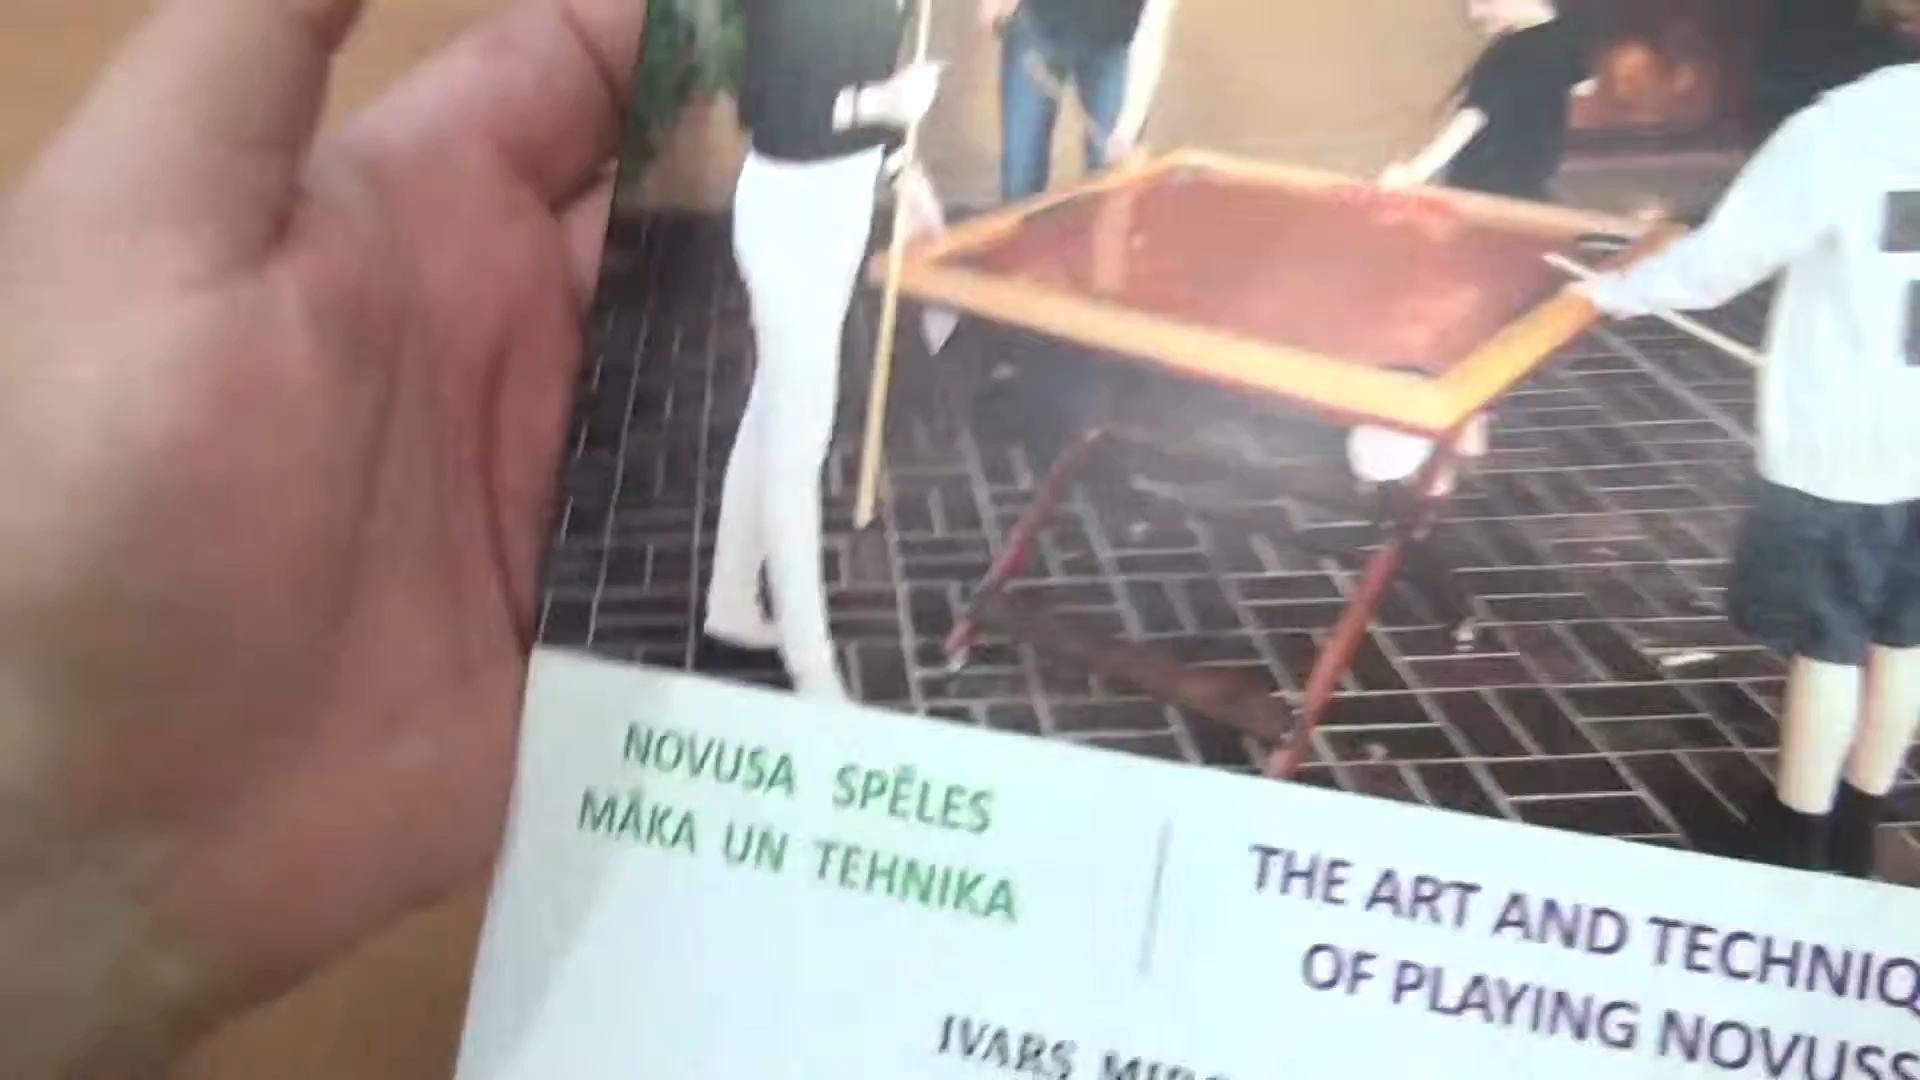 NOVUSA SPĒLES
MĀKA UN TEHNIKA
THE ART AND TECHNIQ
OF PLAYING NOVUSS
IVARS